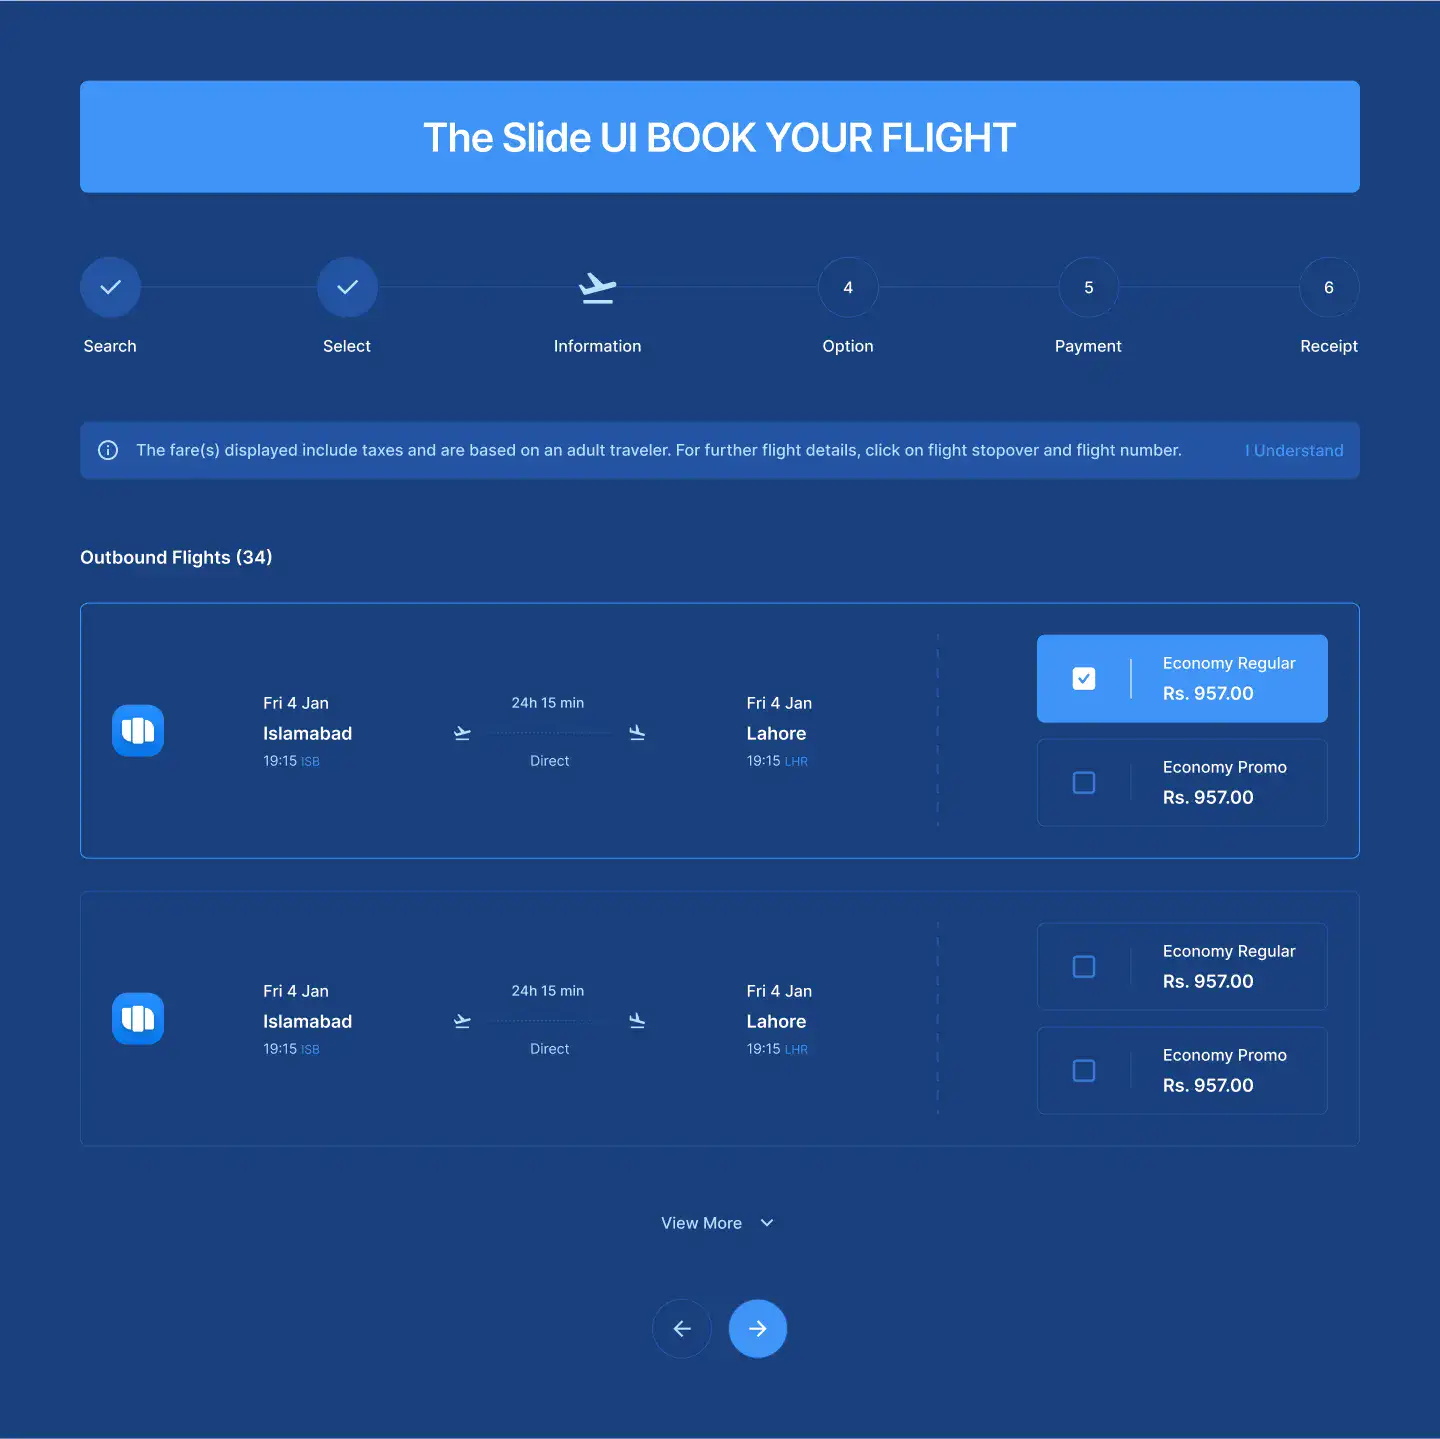 The Slide UI BOOK YOUR FLIGHT
4
5
6
Search
Select
Information
Option
Payment
Receipt
The fare(s) displayed include taxes and are based on an adult traveler. For further flight details, click on flight stopover and flight number.
I Understand
Outbound Flights (34)
Fri 4 Jan
Islamabad
19:15 ISB
24h 15 min
Direct
Fri 4 Jan
Lahore
19:15 LHR
Economy Regular
Rs. 957.00
Economy Promo
Rs. 957.00
Fri 4 Jan
Islamabad
19:15 ISB
24h 15 min
Direct
Fri 4 Jan
Lahore
19:15 LHR
Economy Regular
Rs. 957.00
Economy Promo
Rs. 957.00
View More